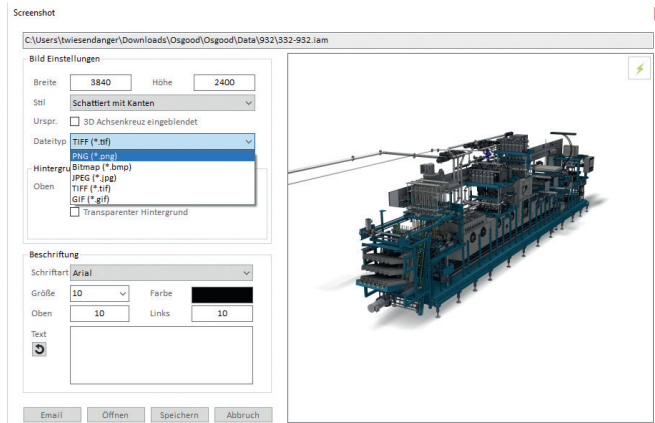 Screenshot
C:\Users\twiesendanger\Downloads\Osgood\Osgood\Data\932\332-932.iam
Bild Einstellungen
Breite 3840 Höhe 2400
Stil Schattiert mit Kanten
Urspr. 3D Achsenkreuz eingeblendet
Dateityp TIFF (*.tif)
PNG (*.png)
Hintergru Bitmap (*.bmp)
JPEG (*.jpg)
Oben TIFF (*.tif)
GIF (*.gif)
Transparenter Hintergrund
Beschriftung
Schriftart Arial
Größe 10 Farbe
Oben 10 Links 10
Text
Email Öffnen Speichern Abbruch